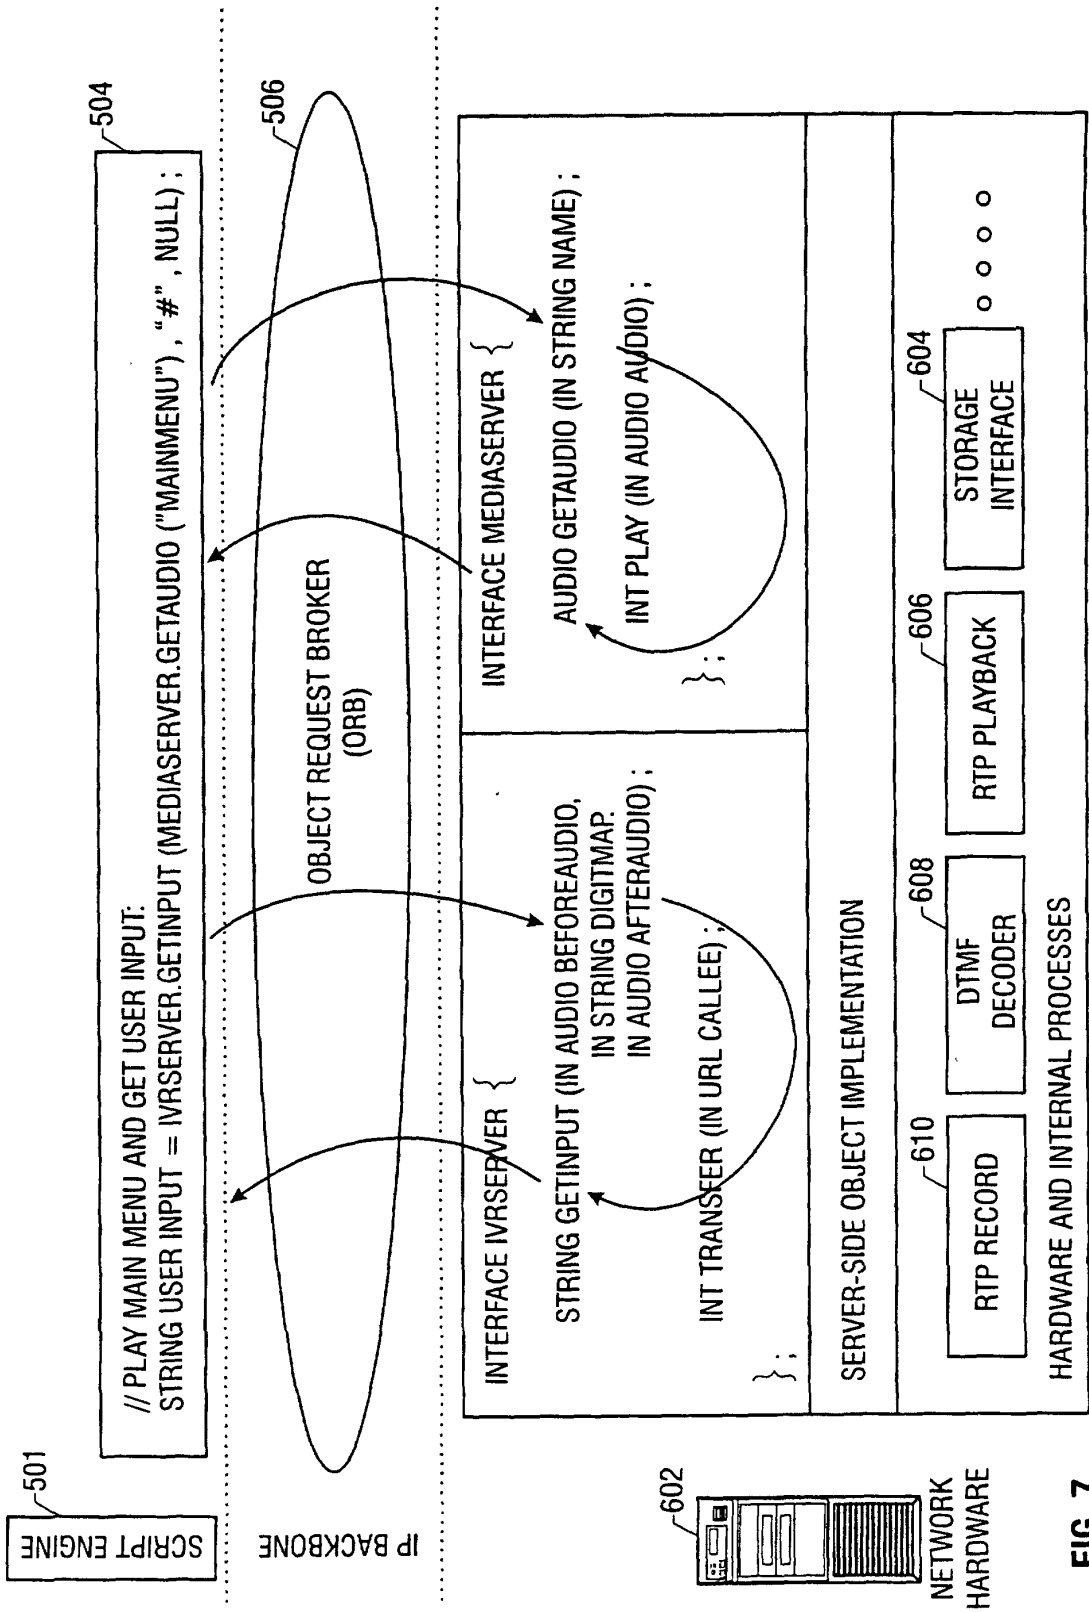 SCRIPT ENGINE
501
504
// PLAY MAIN MENU AND GET USER INPUT:
STRING USER INPUT = IVRSERVER.GETINPUT (MEDIASERVER.GETAUDIO ("MAINMENU") , "#" , NULL) ;
IP BACKBONE
506
OBJECT REQUEST BROKER
(ORB)
INTERFACE IVRSERVER {
STRING GETINPUT (IN AUDIO BEFOREAUDIO,
IN STRING DIGITMAP.
IN AUDIO AFTERAUDIO) ;
INT TRANSFER (IN URL CALLEE) ;
} ;
INTERFACE MEDIASERVER {
AUDIO GETAUDIO (IN STRING NAME) ;
INT PLAY (IN AUDIO AUDIO) ;
} ;
SERVER-SIDE OBJECT IMPLEMENTATION
602
NETWORK
HARDWARE
610
RTP RECORD
608
DTMF
DECODER
606
RTP PLAYBACK
604
STORAGE
INTERFACE
HARDWARE AND INTERNAL PROCESSES
FIG. 7